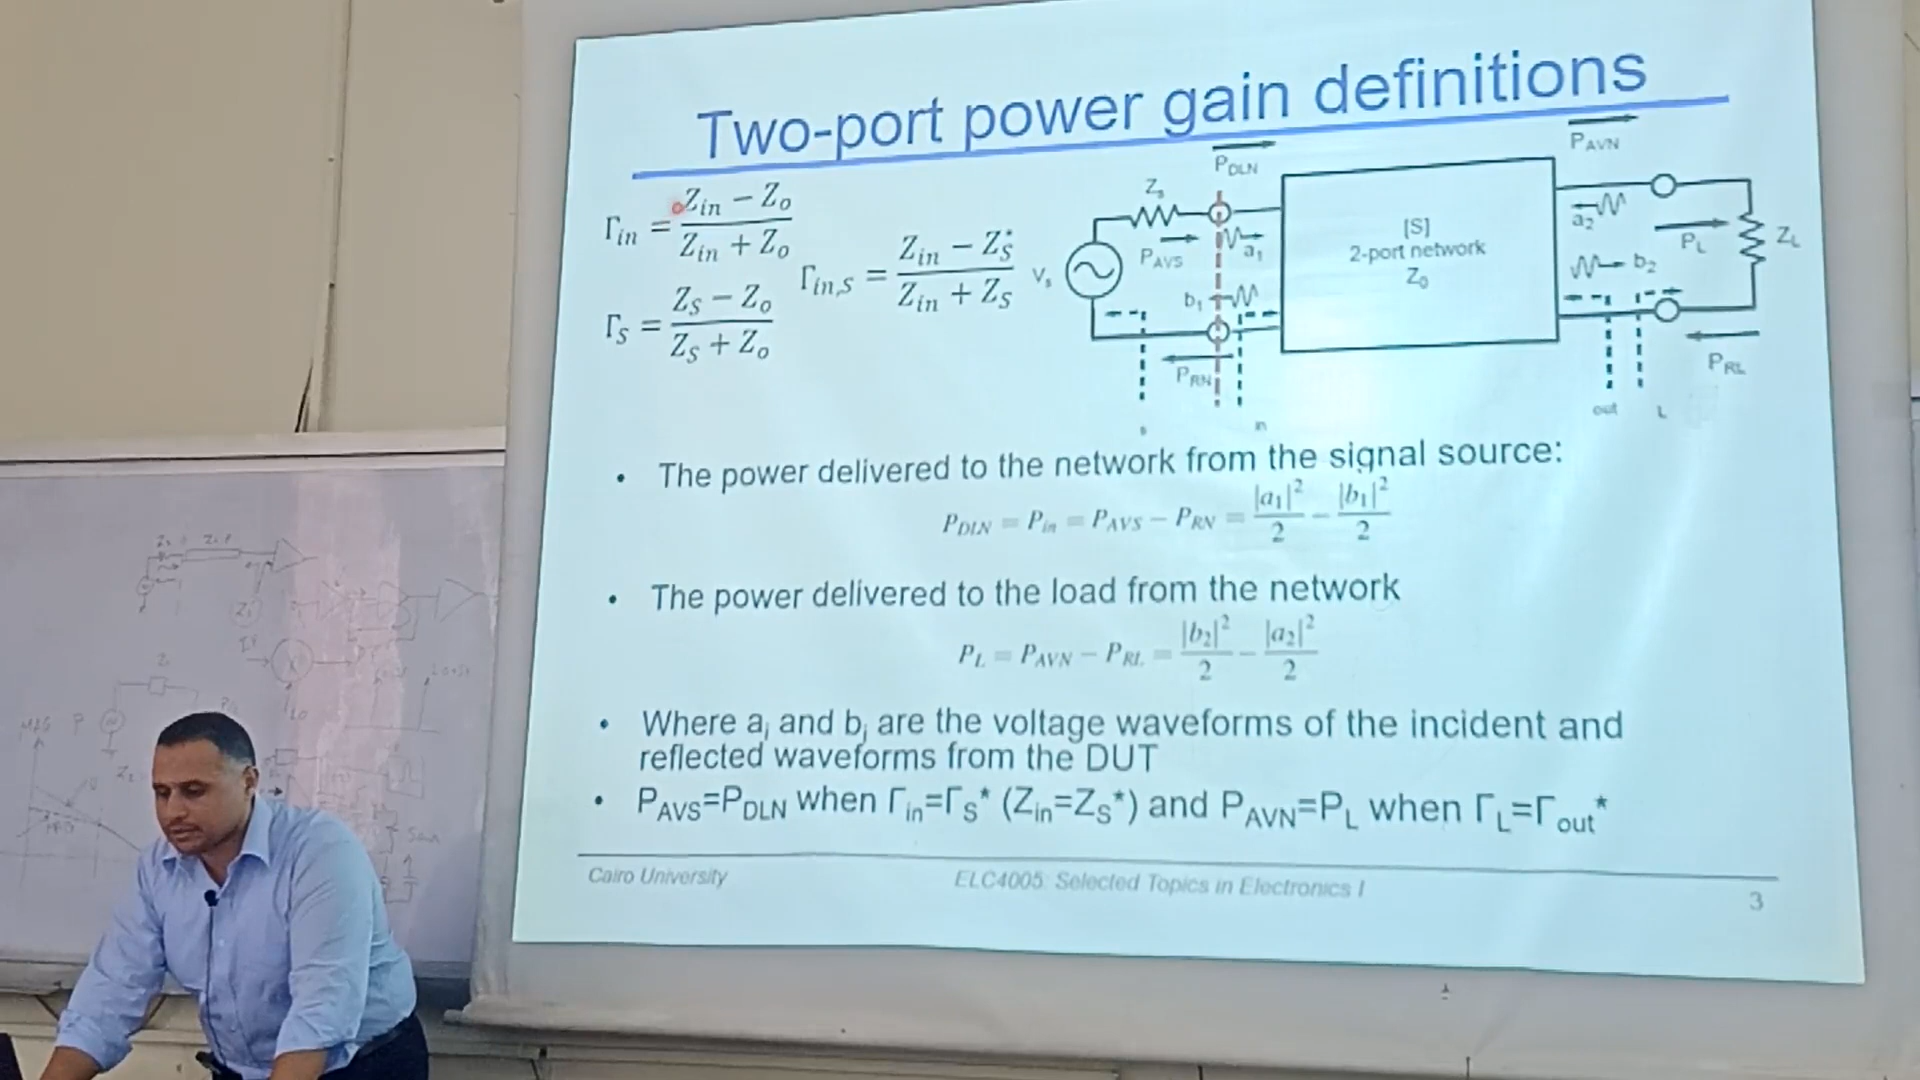 Two-port power gain definitions
Γin = (Zin − Zo) / (Zin + Zo)
Γin,S = (Zin − ZS*) / (Zin + ZS)
ΓS = (ZS − Zo) / (ZS + Zo)
PDLN
PAVN
Zs
PAVS
a1
b1
Vs
PRN
s
in
[S]
2-port network
Z0
a2
b2
PL
ZL
PRL
out
L
• The power delivered to the network from the signal source:
PDLN = Pin = PAVS − PRN = |a1|²/2 − |b1|²/2
• The power delivered to the load from the network
PL = PAVN − PRL = |b2|²/2 − |a2|²/2
• Where ai and bi are the voltage waveforms of the incident and
reflected waveforms from the DUT
• PAVS=PDLN when Γin=ΓS* (Zin=ZS*) and PAVN=PL when ΓL=Γout*
Cairo University
ELC4005: Selected Topics in Electronics I
3